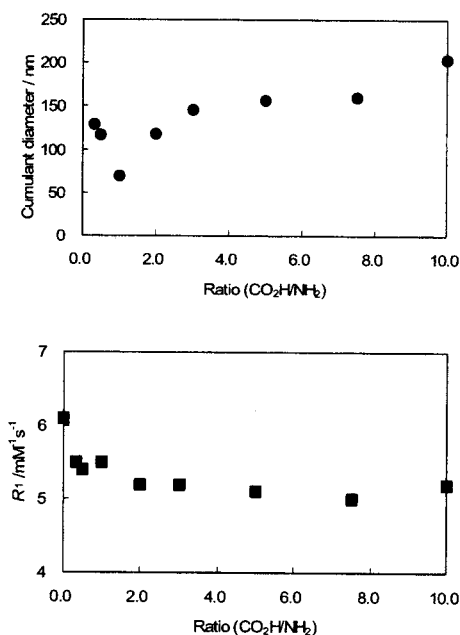 250
200
150
100
50
0
Cumulant diameter / nm
0.0 2.0 4.0 6.0 8.0 10.0
Ratio (CO₂H/NH₂)
7
6
5
4
R¹ /mM⁻¹s⁻¹
0.0 2.0 4.0 6.0 8.0 10.0
Ratio (CO₂H/NH₂)